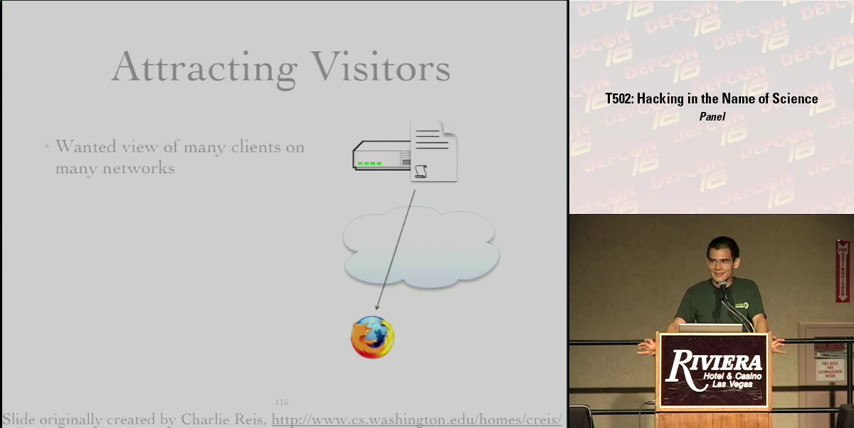 Attracting Visitors
Wanted view of many clients on
many networks
116
Slide originally created by Charlie Reis. http://www.cs.washington.edu/homes/creis/
DEFCON 16
T502: Hacking in the Name of Science
Panel
RIVIERA
Hotel & Casino
Las Vegas